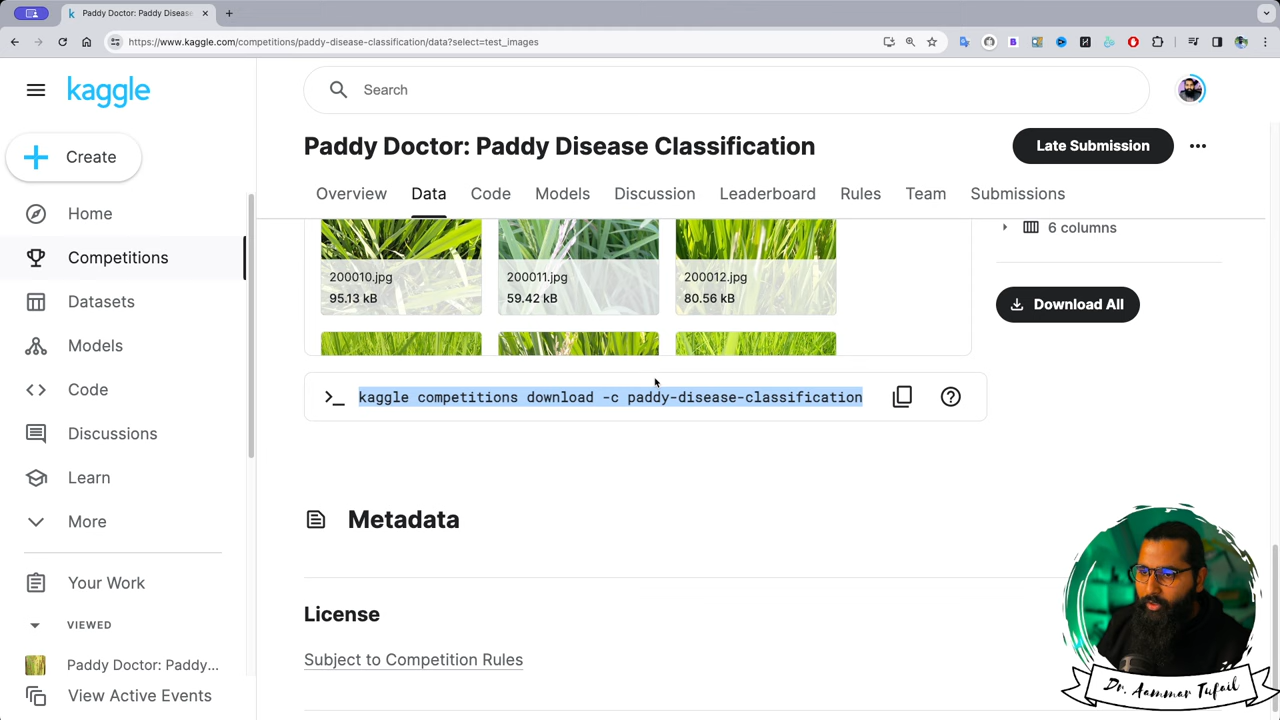 Paddy Doctor: Paddy Disease
https://www.kaggle.com/competitions/paddy-disease-classification/data?select=test_images
kaggle
Search
Create
Paddy Doctor: Paddy Disease Classification
Late Submission
Overview
Data
Code
Models
Discussion
Leaderboard
Rules
Team
Submissions
Home
Competitions
Datasets
Models
Code
Discussions
Learn
More
Your Work
VIEWED
Paddy Doctor: Paddy...
View Active Events
200010.jpg
95.13 kB
200011.jpg
59.42 kB
200012.jpg
80.56 kB
6 columns
Download All
kaggle competitions download -c paddy-disease-classification
Metadata
License
Subject to Competition Rules
Dr. Aammar Tufail